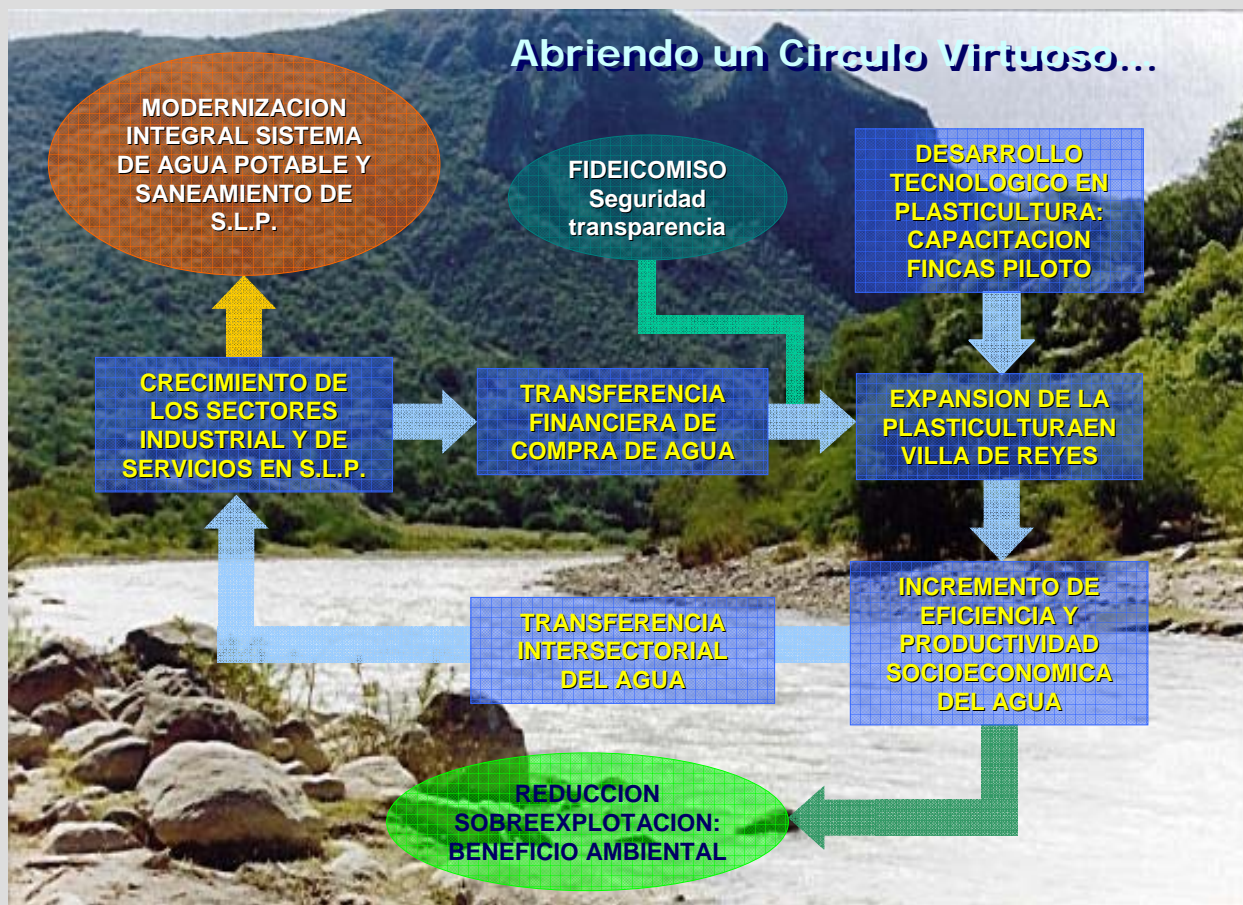 Abriendo un Circulo Virtuoso...
MODERNIZACION
INTEGRAL SISTEMA
DE AGUA POTABLE Y
SANEAMIENTO DE
S.L.P.
FIDEICOMISO
Seguridad
transparencia
DESARROLLO
TECNOLOGICO EN
PLASTICULTURA:
CAPACITACION
FINCAS PILOTO
CRECIMIENTO DE
LOS SECTORES
INDUSTRIAL Y DE
SERVICIOS EN S.L.P.
TRANSFERENCIA
FINANCIERA DE
COMPRA DE AGUA
EXPANSION DE LA
PLASTICULTURAEN
VILLA DE REYES
TRANSFERENCIA
INTERSECTORIAL
DEL AGUA
INCREMENTO DE
EFICIENCIA Y
PRODUCTIVIDAD
SOCIOECONOMICA
DEL AGUA
REDUCCION
SOBREEXPLOTACION:
BENEFICIO AMBIENTAL